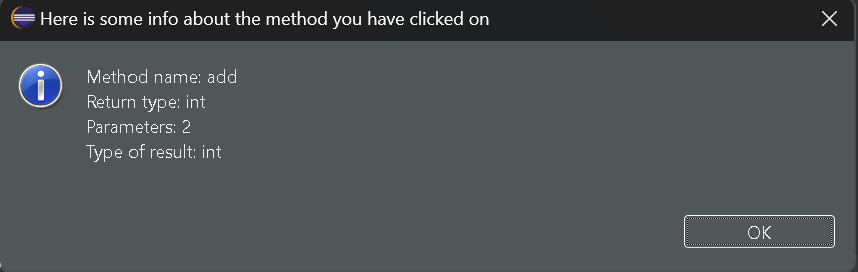 Here is some info about the method you have clicked on
Method name: add
Return type: int
Parameters: 2
Type of result: int
OK